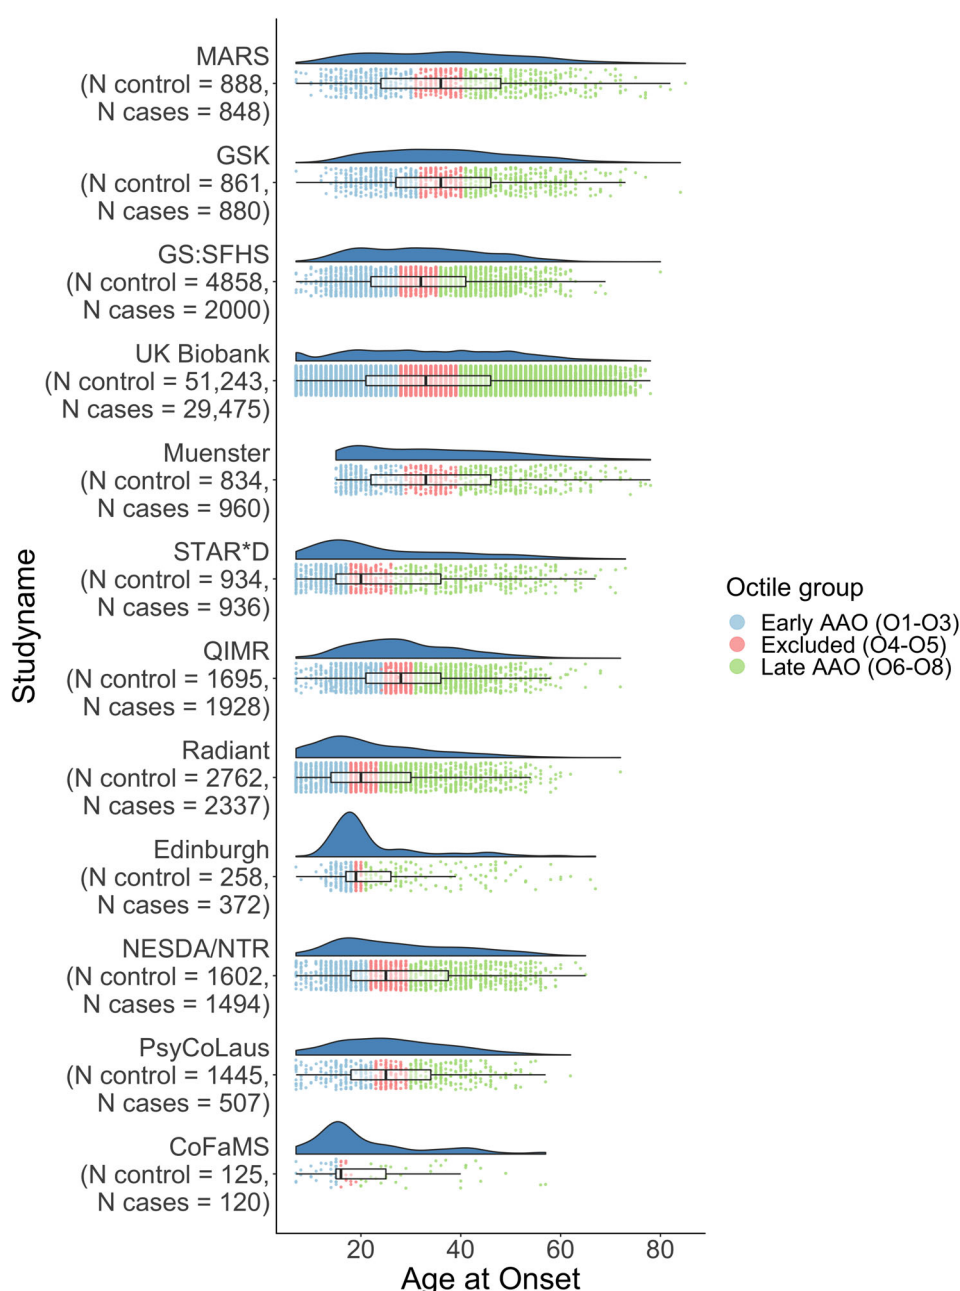 MARS
(N control = 888,
N cases = 848)
GSK
(N control = 861,
N cases = 880)
GS:SFHS
(N control = 4858,
N cases = 2000)
UK Biobank
(N control = 51,243,
N cases = 29,475)
Muenster
(N control = 834,
N cases = 960)
STAR*D
(N control = 934,
N cases = 936)
QIMR
(N control = 1695,
N cases = 1928)
Radiant
(N control = 2762,
N cases = 2337)
Edinburgh
(N control = 258,
N cases = 372)
NESDA/NTR
(N control = 1602,
N cases = 1494)
PsyCoLaus
(N control = 1445,
N cases = 507)
CoFaMS
(N control = 125,
N cases = 120)
Studyname
20 40 60 80
Age at Onset
Octile group
Early AAO (O1-O3)
Excluded (O4-O5)
Late AAO (O6-O8)